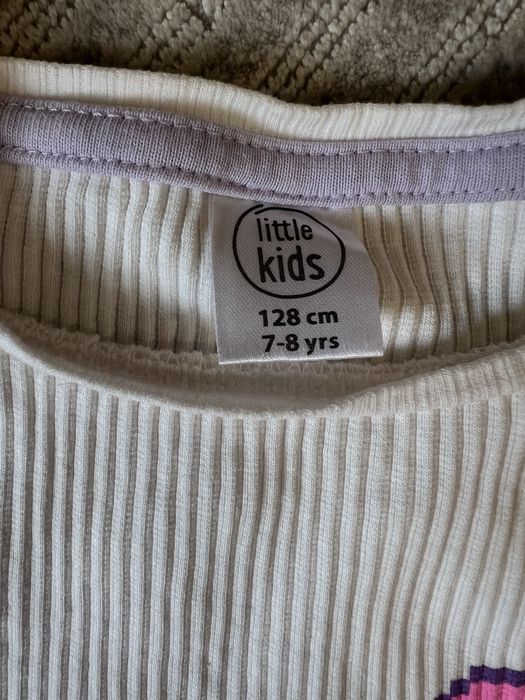 little
kids
128 cm
7-8 yrs